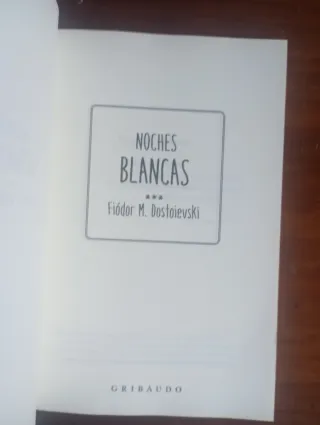 NOCHES
BLANCAS
***
Fiódor M. Dostoievski
GRIBAUDO